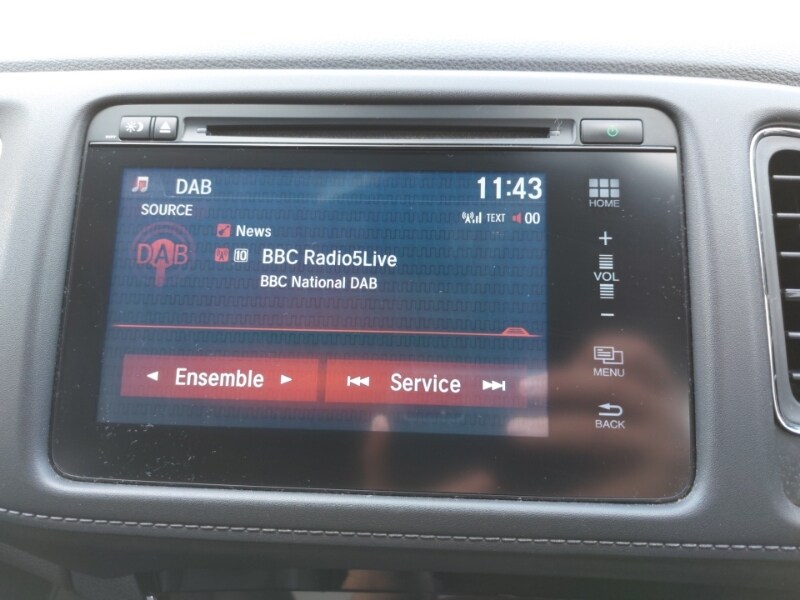 DAB 11:43
SOURCE
TEXT 00
DAB
News
10 BBC Radio5Live
BBC National DAB
Ensemble
Service
HOME
+
VOL
−
MENU
BACK